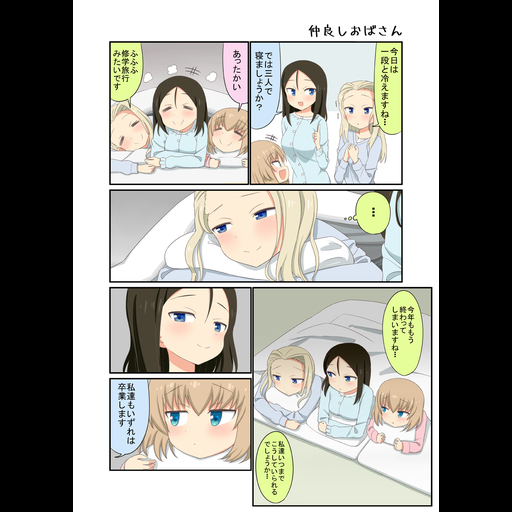 仲良しおばさん
今日は
一段と冷えますね…
では三人で
寝ましょうか?
あったかい
ふふふ
修学旅行
みたいです
…
今年ももう
終わって
しまいますね…
私達いつまで
こうしていられる
でしょうか…
私達もいずれは
卒業します